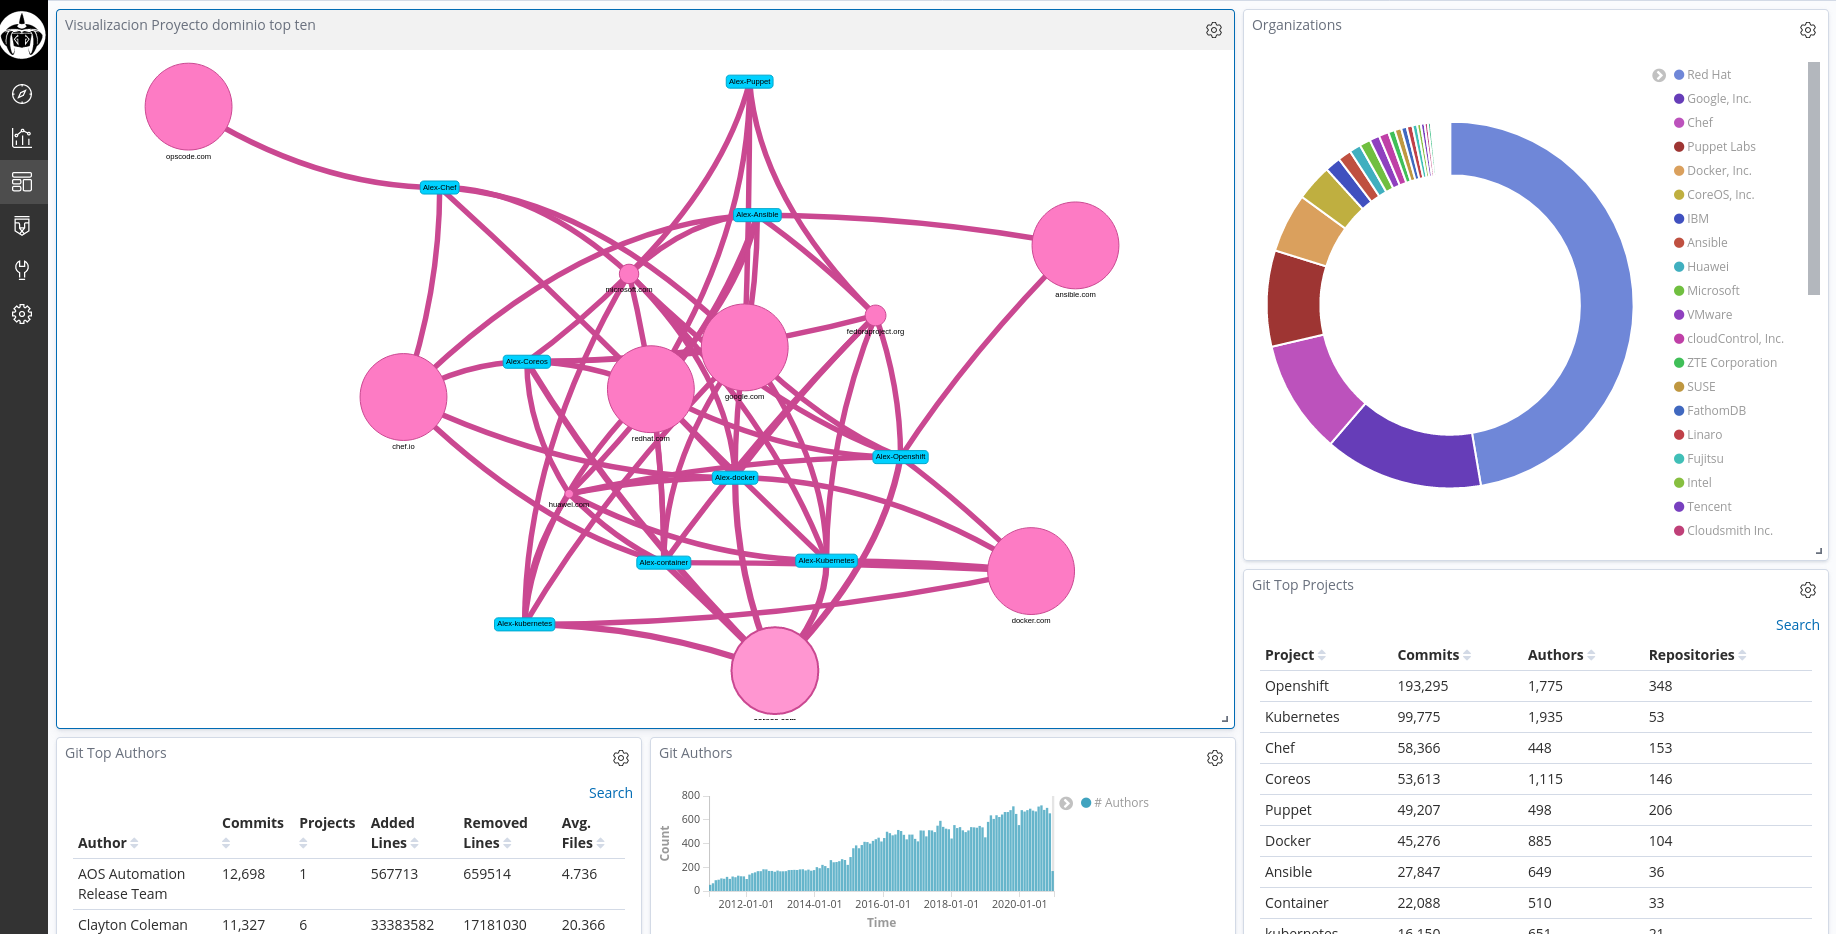 Visualizacion Proyecto dominio top ten
opscode.com
Alex-Puppet
Alex-Chef
Alex-Ansible
microsoft.com
ansible.com
fedoraproject.org
Alex-Coreos
google.com
redhat.com
chef.io
Alex-Openshift
Alex-docker
huawei.com
Alex-container
Alex-Kubernetes
Alex-kubernetes
docker.com
Organizations
Red Hat
Google, Inc.
Chef
Puppet Labs
Docker, Inc.
CoreOS, Inc.
IBM
Ansible
Huawei
Microsoft
VMware
cloudControl, Inc.
ZTE Corporation
SUSE
FathomDB
Linaro
Fujitsu
Intel
Tencent
Cloudsmith Inc.
Git Top Authors
Search
Author Commits Projects Added Lines Removed Lines Avg. Files
AOS Automation Release Team 12,698 1 567713 659514 4.736
Clayton Coleman 11,327 6 33383582 17181030 20.366
Git Authors
# Authors
Count
800
600
400
200
0
2012-01-01 2014-01-01 2016-01-01 2018-01-01 2020-01-01
Time
Git Top Projects
Search
Project Commits Authors Repositories
Openshift 193,295 1,775 348
Kubernetes 99,775 1,935 53
Chef 58,366 448 153
Coreos 53,613 1,115 146
Puppet 49,207 498 206
Docker 45,276 885 104
Ansible 27,847 649 36
Container 22,088 510 33
kubernetes 16,150 651 21